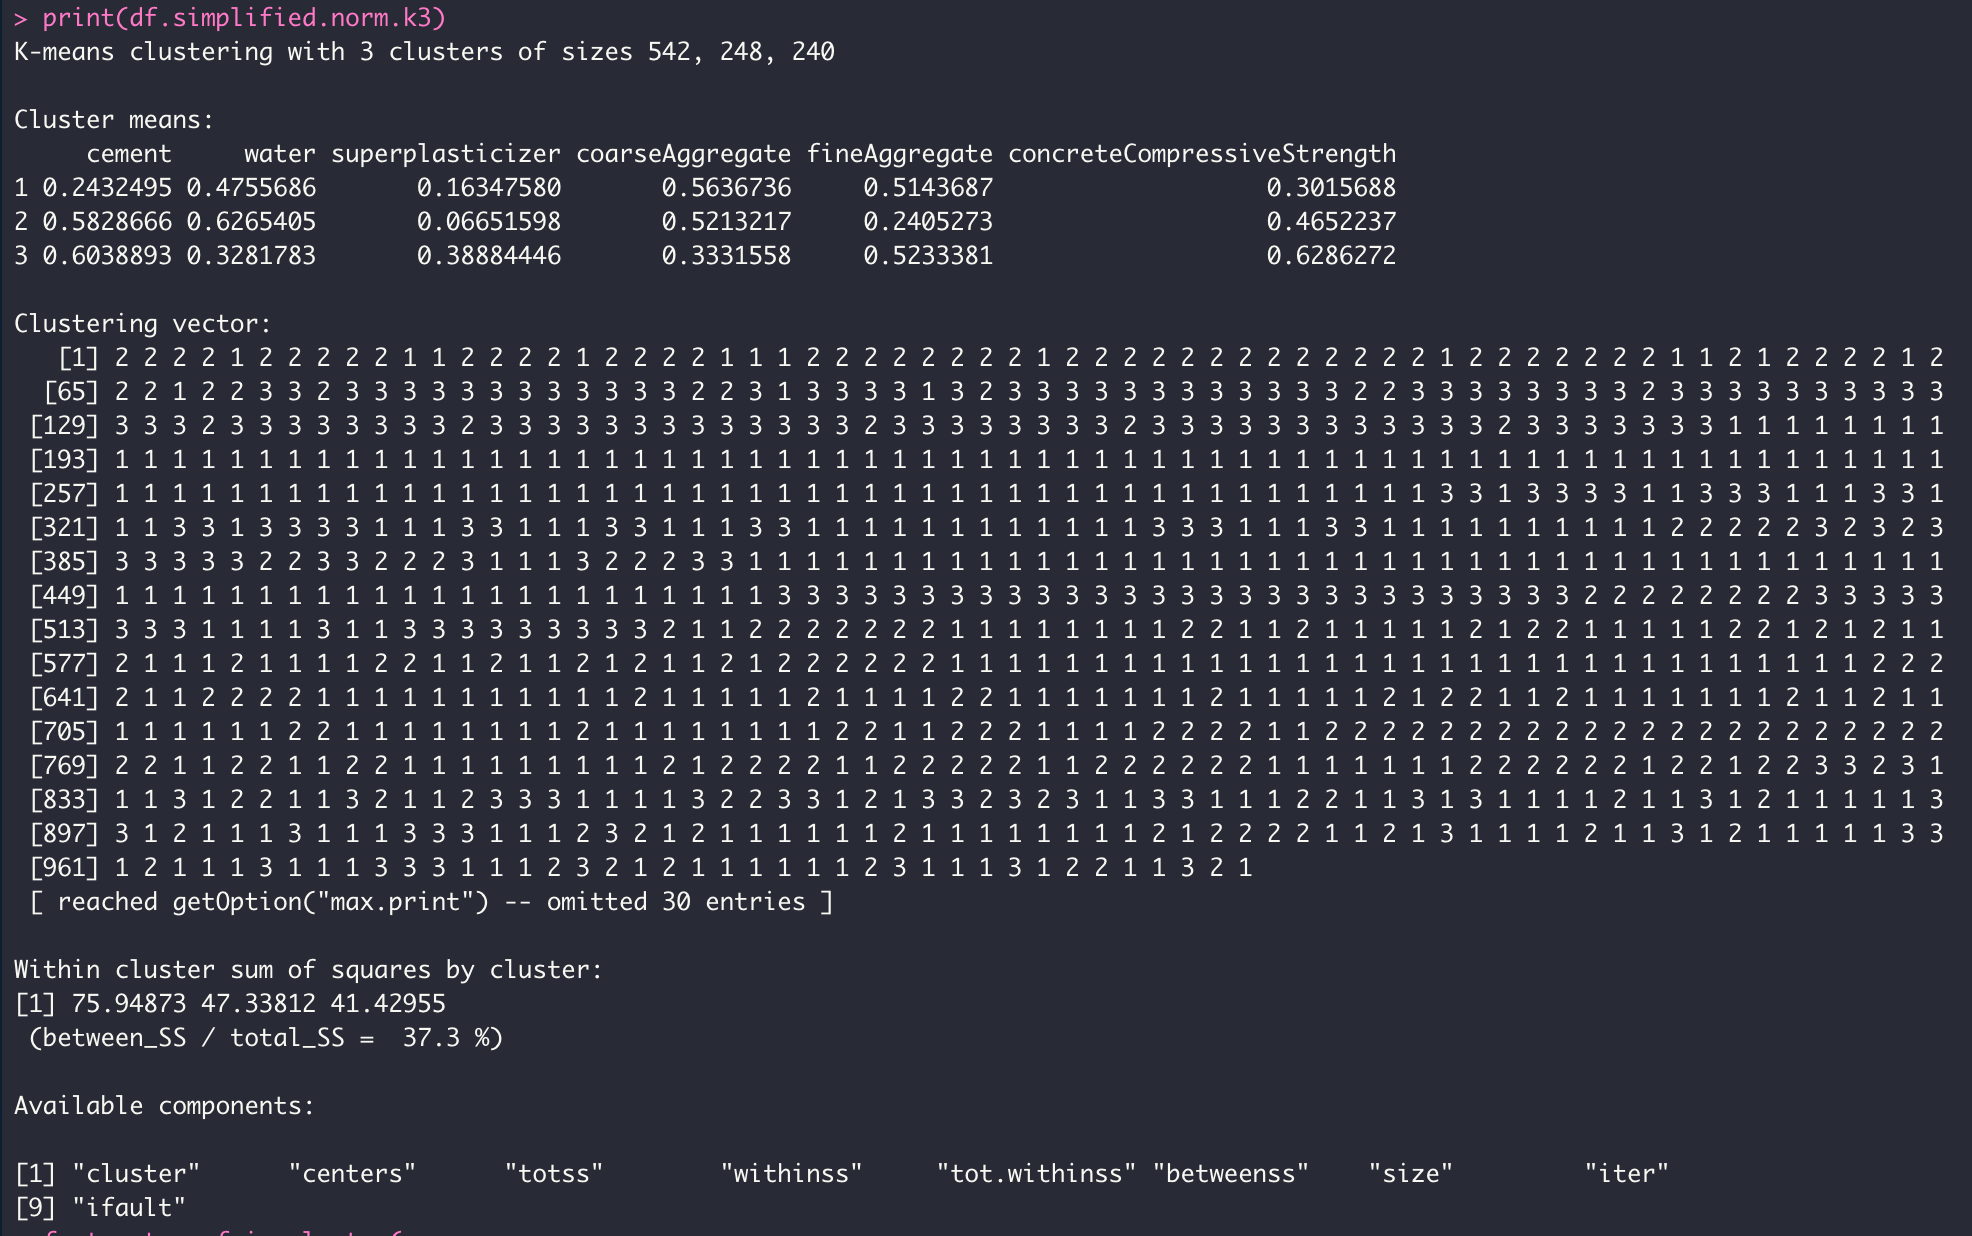 > print(df.simplified.norm.k3)
K-means clustering with 3 clusters of sizes 542, 248, 240
Cluster means:
cement water superplasticizer coarseAggregate fineAggregate concreteCompressiveStrength
1 0.2432495 0.4755686 0.16347580 0.5636736 0.5143687 0.3015688
2 0.5828666 0.6265405 0.06651598 0.5213217 0.2405273 0.4652237
3 0.6038893 0.3281783 0.38884446 0.3331558 0.5233381 0.6286272
Clustering vector:
[1] 2 2 2 2 1 2 2 2 2 2 1 1 2 2 2 2 1 2 2 2 2 1 1 1 2 2 2 2 2 2 2 2 1 2 2 2 2 2 2 2 2 2 2 2 2 2 1 2 2 2 2 2 2 2 1 1 2 1 2 2 2 2 1 2
[65] 2 2 1 2 2 3 3 2 3 3 3 3 3 3 3 3 3 3 3 3 2 2 3 1 3 3 3 3 1 3 2 3 3 3 3 3 3 3 3 3 3 3 3 2 2 3 3 3 3 3 3 3 3 2 3 3 3 3 3 3 3 3 3 3
[129] 3 3 3 2 3 3 3 3 3 3 3 3 2 3 3 3 3 3 3 3 3 3 3 3 3 3 2 3 3 3 3 3 3 3 3 2 3 3 3 3 3 3 3 3 3 3 3 3 2 3 3 3 3 3 3 3 1 1 1 1 1 1 1 1
[193] 1 1 1 1 1 1 1 1 1 1 1 1 1 1 1 1 1 1 1 1 1 1 1 1 1 1 1 1 1 1 1 1 1 1 1 1 1 1 1 1 1 1 1 1 1 1 1 1 1 1 1 1 1 1 1 1 1 1 1 1 1 1 1 1
[257] 1 1 1 1 1 1 1 1 1 1 1 1 1 1 1 1 1 1 1 1 1 1 1 1 1 1 1 1 1 1 1 1 1 1 1 1 1 1 1 1 1 1 1 1 1 1 3 3 1 3 3 3 3 1 1 3 3 3 1 1 1 3 3 1
[321] 1 1 3 3 1 3 3 3 3 1 1 1 3 3 1 1 1 3 3 1 1 1 3 3 1 1 1 1 1 1 1 1 1 1 1 1 3 3 3 1 1 1 3 3 1 1 1 1 1 1 1 1 1 1 2 2 2 2 2 3 2 3 2 3
[385] 3 3 3 3 3 2 2 3 3 2 2 2 3 1 1 1 3 2 2 2 3 3 1 1 1 1 1 1 1 1 1 1 1 1 1 1 1 1 1 1 1 1 1 1 1 1 1 1 1 1 1 1 1 1 1 1 1 1 1 1 1 1 1 1
[449] 1 1 1 1 1 1 1 1 1 1 1 1 1 1 1 1 1 1 1 1 1 1 1 3 3 3 3 3 3 3 3 3 3 3 3 3 3 3 3 3 3 3 3 3 3 3 3 3 3 3 3 2 2 2 2 2 2 2 2 3 3 3 3 3
[513] 3 3 3 1 1 1 1 3 1 1 3 3 3 3 3 3 3 3 3 2 1 1 2 2 2 2 2 2 2 1 1 1 1 1 1 1 1 2 2 1 1 2 1 1 1 1 1 2 1 2 2 1 1 1 1 1 2 2 1 2 1 2 1 1
[577] 2 1 1 1 2 1 1 1 1 2 2 1 1 2 1 1 2 1 2 1 1 2 1 2 2 2 2 2 2 1 1 1 1 1 1 1 1 1 1 1 1 1 1 1 1 1 1 1 1 1 1 1 1 1 1 1 1 1 1 1 1 2 2 2
[641] 2 1 1 2 2 2 2 1 1 1 1 1 1 1 1 1 1 1 2 1 1 1 1 1 2 1 1 1 1 2 2 1 1 1 1 1 1 1 2 1 1 1 1 1 2 1 2 2 1 1 2 1 1 1 1 1 1 1 2 1 1 2 1 1
[705] 1 1 1 1 1 1 2 2 1 1 1 1 1 1 1 1 2 1 1 1 1 1 1 1 1 2 2 1 1 2 2 2 1 1 1 1 2 2 2 2 1 1 2 2 2 2 2 2 2 2 2 2 2 2 2 2 2 2 2 2 2 2 2 2
[769] 2 2 1 1 2 2 1 1 2 2 1 1 1 1 1 1 1 1 1 2 1 2 2 2 2 1 1 2 2 2 2 2 1 1 2 2 2 2 2 2 1 1 1 1 1 1 1 2 2 2 2 2 2 1 2 2 1 2 2 3 3 2 3 1
[833] 1 1 3 1 2 2 1 1 3 2 1 1 2 3 3 3 1 1 1 1 3 2 2 3 3 1 2 1 3 3 2 3 2 3 1 1 3 3 1 1 1 2 2 1 1 3 1 3 1 1 1 1 2 1 1 3 1 2 1 1 1 1 1 3
[897] 3 1 2 1 1 1 3 1 1 1 3 3 3 1 1 1 2 3 2 1 2 1 1 1 1 1 1 2 1 1 1 1 1 1 1 1 2 1 2 2 2 2 1 1 2 1 3 1 1 1 1 2 1 1 3 1 2 1 1 1 1 1 3 3
[961] 1 2 1 1 1 3 1 1 1 3 3 3 1 1 1 2 3 2 1 2 1 1 1 1 1 1 2 3 1 1 1 3 1 2 2 1 1 3 2 1
[ reached getOption("max.print") -- omitted 30 entries ]
Within cluster sum of squares by cluster:
[1] 75.94873 47.33812 41.42955
(between_SS / total_SS = 37.3 %)
Available components:
[1] "cluster" "centers" "totss" "withinss" "tot.withinss" "betweenss" "size" "iter"
[9] "ifault"